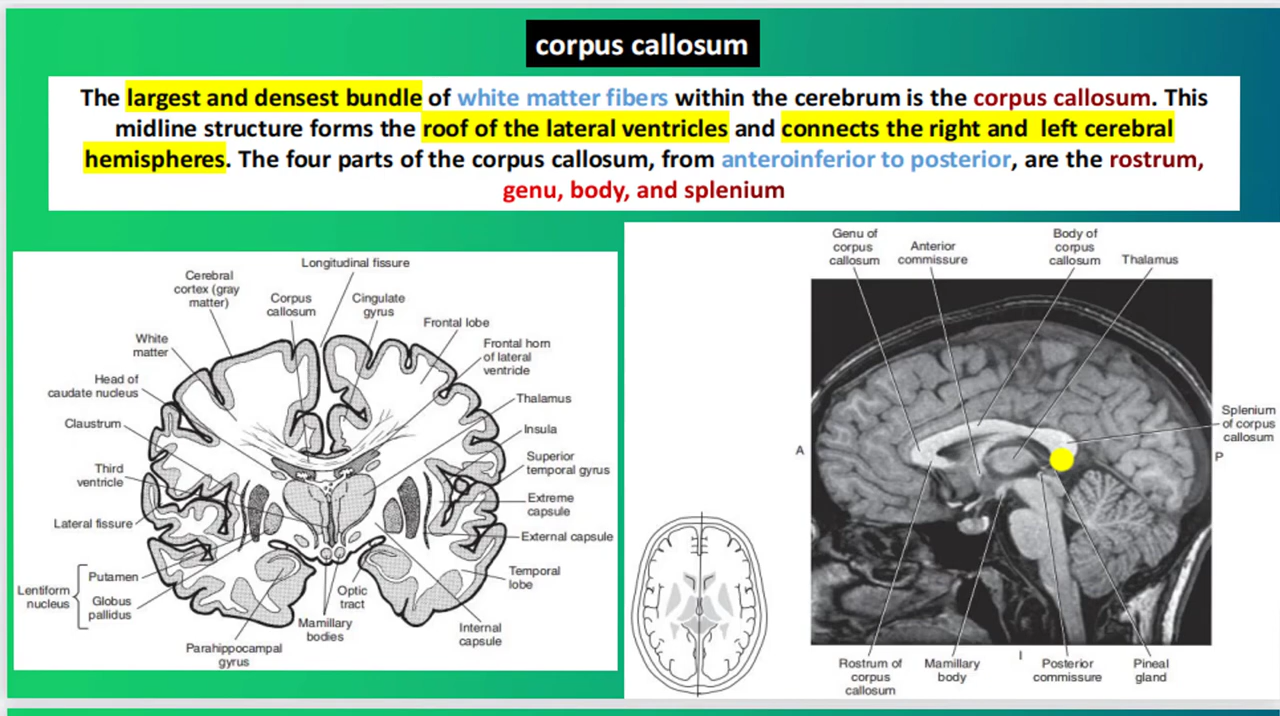 corpus callosum
The largest and densest bundle of white matter fibers within the cerebrum is the corpus callosum. This
midline structure forms the roof of the lateral ventricles and connects the right and left cerebral
hemispheres. The four parts of the corpus callosum, from anteroinferior to posterior, are the rostrum,
genu, body, and splenium
Longitudinal fissure
Cerebral
cortex (gray
matter)
Corpus
callosum
Cingulate
gyrus
Frontal lobe
White
matter
Frontal horn
of lateral
ventricle
Head of
caudate nucleus
Thalamus
Claustrum
Insula
Superior
temporal gyrus
Third
ventricle
Extreme
capsule
Lateral fissure
External capsule
Temporal
lobe
Lentiform
nucleus
Putamen
Globus
pallidus
Optic
tract
Mamillary
bodies
Internal
capsule
Parahippocampal
gyrus
Genu of
corpus
callosum
Anterior
commissure
Body of
corpus
callosum
Thalamus
Splenium
of corpus
callosum
A
P
I
Rostrum of
corpus
callosum
Mamillary
body
Posterior
commissure
Pineal
gland